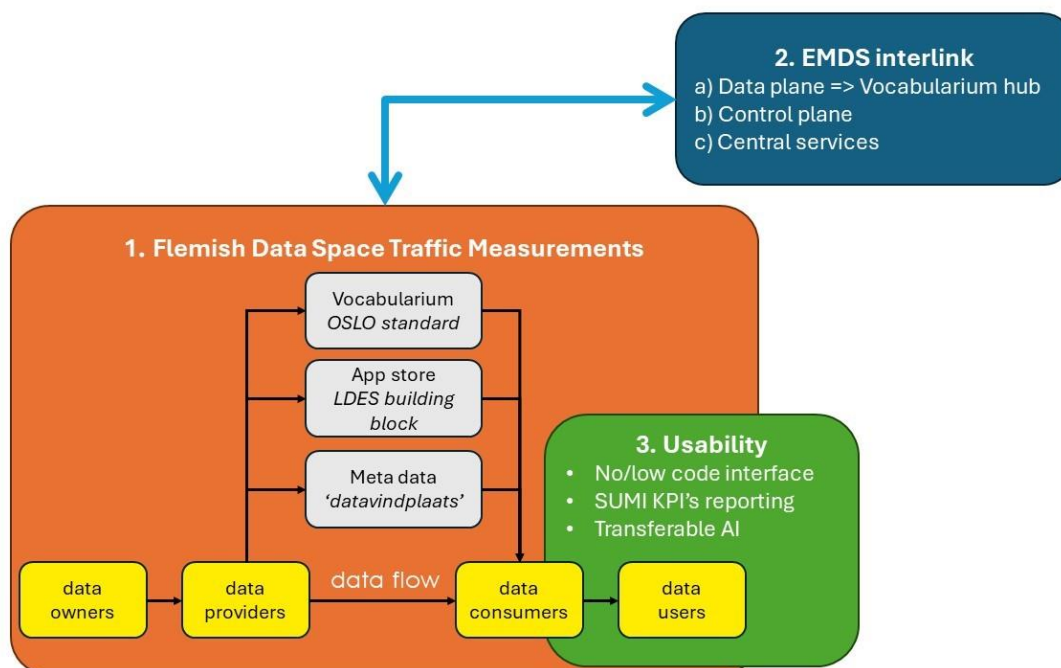 2. EMDS interlink
a) Data plane => Vocabularium hub
b) Control plane
c) Central services
1. Flemish Data Space Traffic Measurements
Vocabularium
OSLO standard
App store
LDES building
block
Meta data
‘datavindplaats’
3. Usability
• No/low code interface
• SUMI KPI’s reporting
• Transferable AI
data
owners
data
providers
data flow
data
consumers
data
users